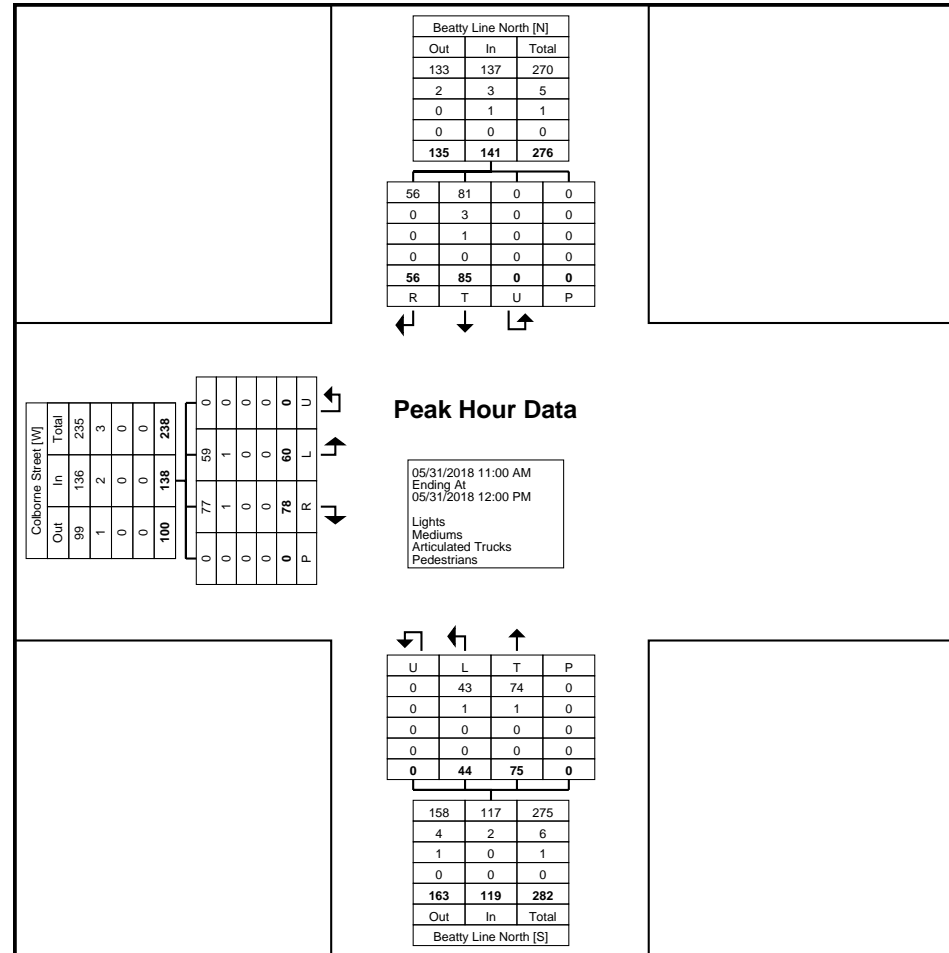 Beatty Line North [N]
Out In Total
133 137 270
2 3 5
0 1 1
0 0 0
135 141 276
56 81 0 0
0 3 0 0
0 1 0 0
0 0 0 0
56 85 0 0
R T U P
Colborne Street [W]
Out In Total
99 136 235
1 2 3
0 0 0
0 0 0
100 138 238
0 77 59 0
0 1 1 0
0 0 0 0
0 0 0 0
0 78 60 0
P R L U
Peak Hour Data
05/31/2018 11:00 AM
Ending At
05/31/2018 12:00 PM
Lights
Mediums
Articulated Trucks
Pedestrians
U L T P
0 43 74 0
0 1 1 0
0 0 0 0
0 0 0 0
0 44 75 0
158 117 275
4 2 6
1 0 1
0 0 0
163 119 282
Out In Total
Beatty Line North [S]